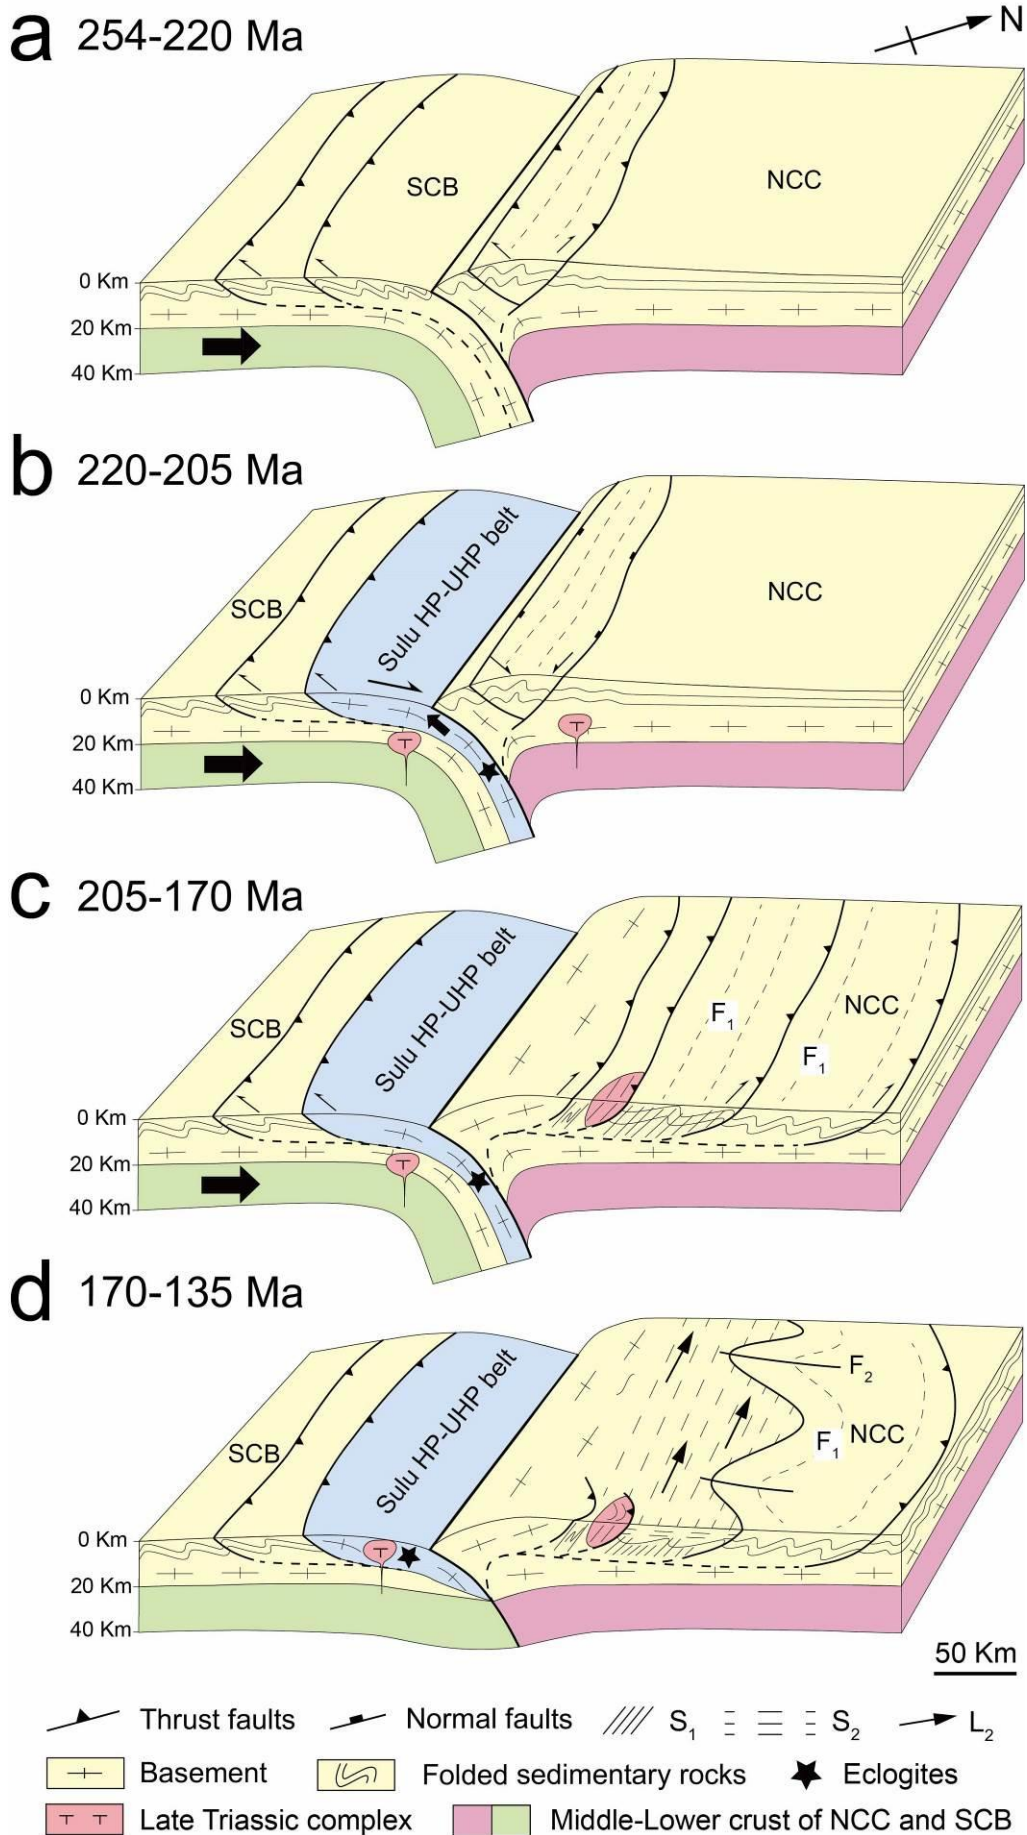 a 254-220 Ma
N
SCB
NCC
0 Km
20 Km
40 Km
b 220-205 Ma
Sulu HP-UHP belt
SCB
NCC
0 Km
T
T
20 Km
40 Km
c 205-170 Ma
Sulu HP-UHP belt
SCB
F₁
NCC
F₁
0 Km
20 Km
T
40 Km
d 170-135 Ma
Sulu HP-UHP belt
F₂
SCB
F₁
NCC
0 Km
T
20 Km
40 Km
50 Km
Thrust faults
Normal faults
S₁
S₂
L₂
Basement
Folded sedimentary rocks
Eclogites
T T
Late Triassic complex
Middle-Lower crust of NCC and SCB